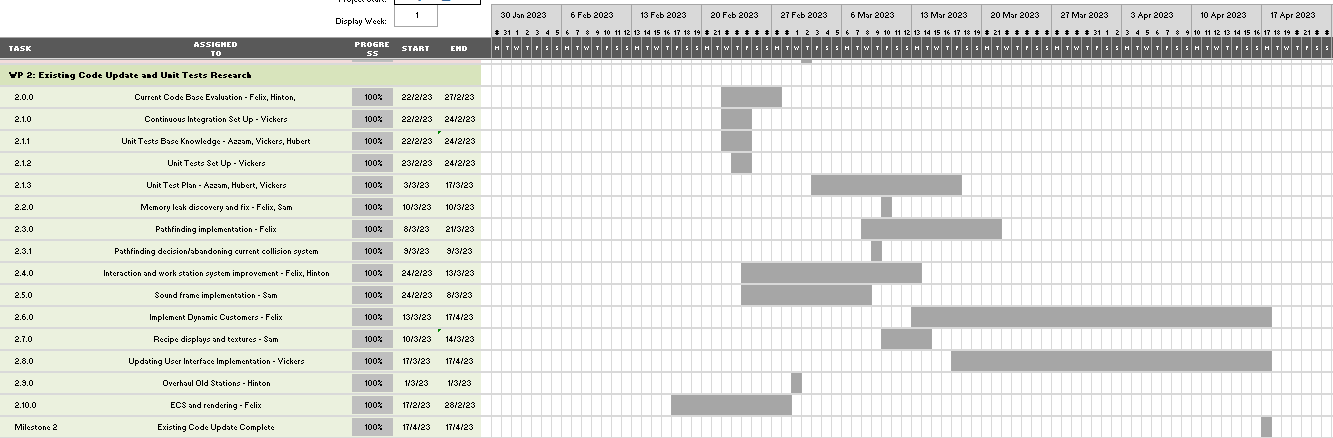 Display Week: 1
30 Jan 2023 6 Feb 2023 13 Feb 2023 20 Feb 2023 27 Feb 2023 6 Mar 2023 13 Mar 2023 20 Mar 2023 27 Mar 2023 3 Apr 2023 10 Apr 2023 17 Apr 2023
TASK ASSIGNED TO PROGRESS START END
WP 2: Existing Code Update and Unit Tests Research
2.0.0 Current Code Base Evaluation - Felix, Hinton, 100% 22/2/23 27/2/23
2.1.0 Continuous Integration Set Up - Vickers 100% 22/2/23 24/2/23
2.1.1 Unit Tests Base Knowledge - Azzam, Vickers, Hubert 100% 22/2/23 24/2/23
2.1.2 Unit Tests Set Up - Vickers 100% 23/2/23 24/2/23
2.1.3 Unit Test Plan - Azzam, Hubert, Vickers 100% 3/3/23 17/3/23
2.2.0 Memory leak discovery and fix - Felix, Sam 100% 10/3/23 10/3/23
2.3.0 Pathfinding implementation - Felix 100% 8/3/23 21/3/23
2.3.1 Pathfinding decision/abandoning current collision system 100% 9/3/23 9/3/23
2.4.0 Interaction and work station system improvement - Felix, Hinton 100% 24/2/23 13/3/23
2.5.0 Sound frame implementation - Sam 100% 24/2/23 8/3/23
2.6.0 Implement Dynamic Customers - Felix 100% 13/3/23 17/4/23
2.7.0 Recipe displays and textures - Sam 100% 10/3/23 14/3/23
2.8.0 Updating User Interface Implementation - Vickers 100% 17/3/23 17/4/23
2.9.0 Overhaul Old Stations - Hinton 100% 1/3/23 1/3/23
2.10.0 ECS and rendering - Felix 100% 17/2/23 28/2/23
Milestone 2 Existing Code Update Complete 100% 17/4/23 17/4/23